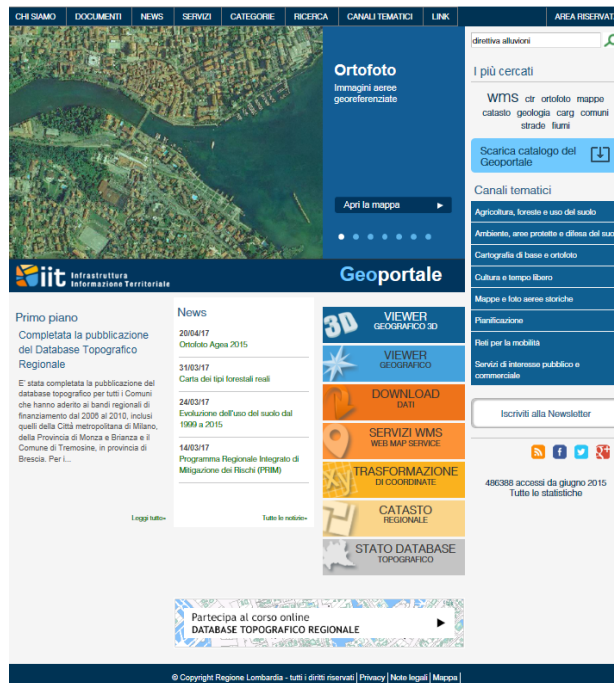 CHI SIAMO DOCUMENTI NEWS SERVIZI CATEGORIE RICERCA CANALI TEMATICI LINK AREA RISERVAT
Ortofoto
Immagini aeree
georeferenziate
Apri la mappa
iit Infrastruttura
Informazione Territoriale
Geoportale
direttiva alluvioni
I più cercati
WMS ctr ortofoto mappe
catasto geologia carg comuni
strade fiumi
Scarica catalogo del
Geoportale
Canali tematici
Agricoltura, foreste e uso del suolo
Ambiente, aree protette e difesa del suo
Cartografia di base e ortofoto
Cultura e tempo libero
Mappe e foto aeree storiche
Pianificazione
Reti per la mobilità
Servizi di interesse pubblico e
commerciale
Iscriviti alla Newsletter
486388 accessi da giugno 2015
Tutte le statistiche
Primo piano
Completata la pubblicazione
del Database Topografico
Regionale
E' stata completata la pubblicazione del
database topografico per tutti i Comuni
che hanno aderito ai bandi regionali di
finanziamento dal 2006 al 2010, inclusi
quelli della Città metropolitana di Milano,
della Provincia di Monza e Brianza e il
Comune di Tremosine, in provincia di
Brescia. Per i...
Leggi tutto»
News
20/04/17
Ortofoto Agea 2015
31/03/17
Carta dei tipi forestali reali
24/03/17
Evoluzione dell'uso del suolo dal
1999 a 2015
14/03/17
Programma Regionale Integrato di
Mitigazione dei Rischi (PRIM)
Tutte le notizie»
3D VIEWER
GEOGRAFICO 3D
VIEWER
GEOGRAFICO
DOWNLOAD
DATI
SERVIZI WMS
WEB MAP SERVICE
xy TRASFORMAZIONE
DI COORDINATE
CATASTO
REGIONALE
STATO DATABASE
TOPOGRAFICO
Partecipa al corso online
DATABASE TOPOGRAFICO REGIONALE
© Copyright Regione Lombardia - tutti i diritti riservati | Privacy | Note legali | Mappa |